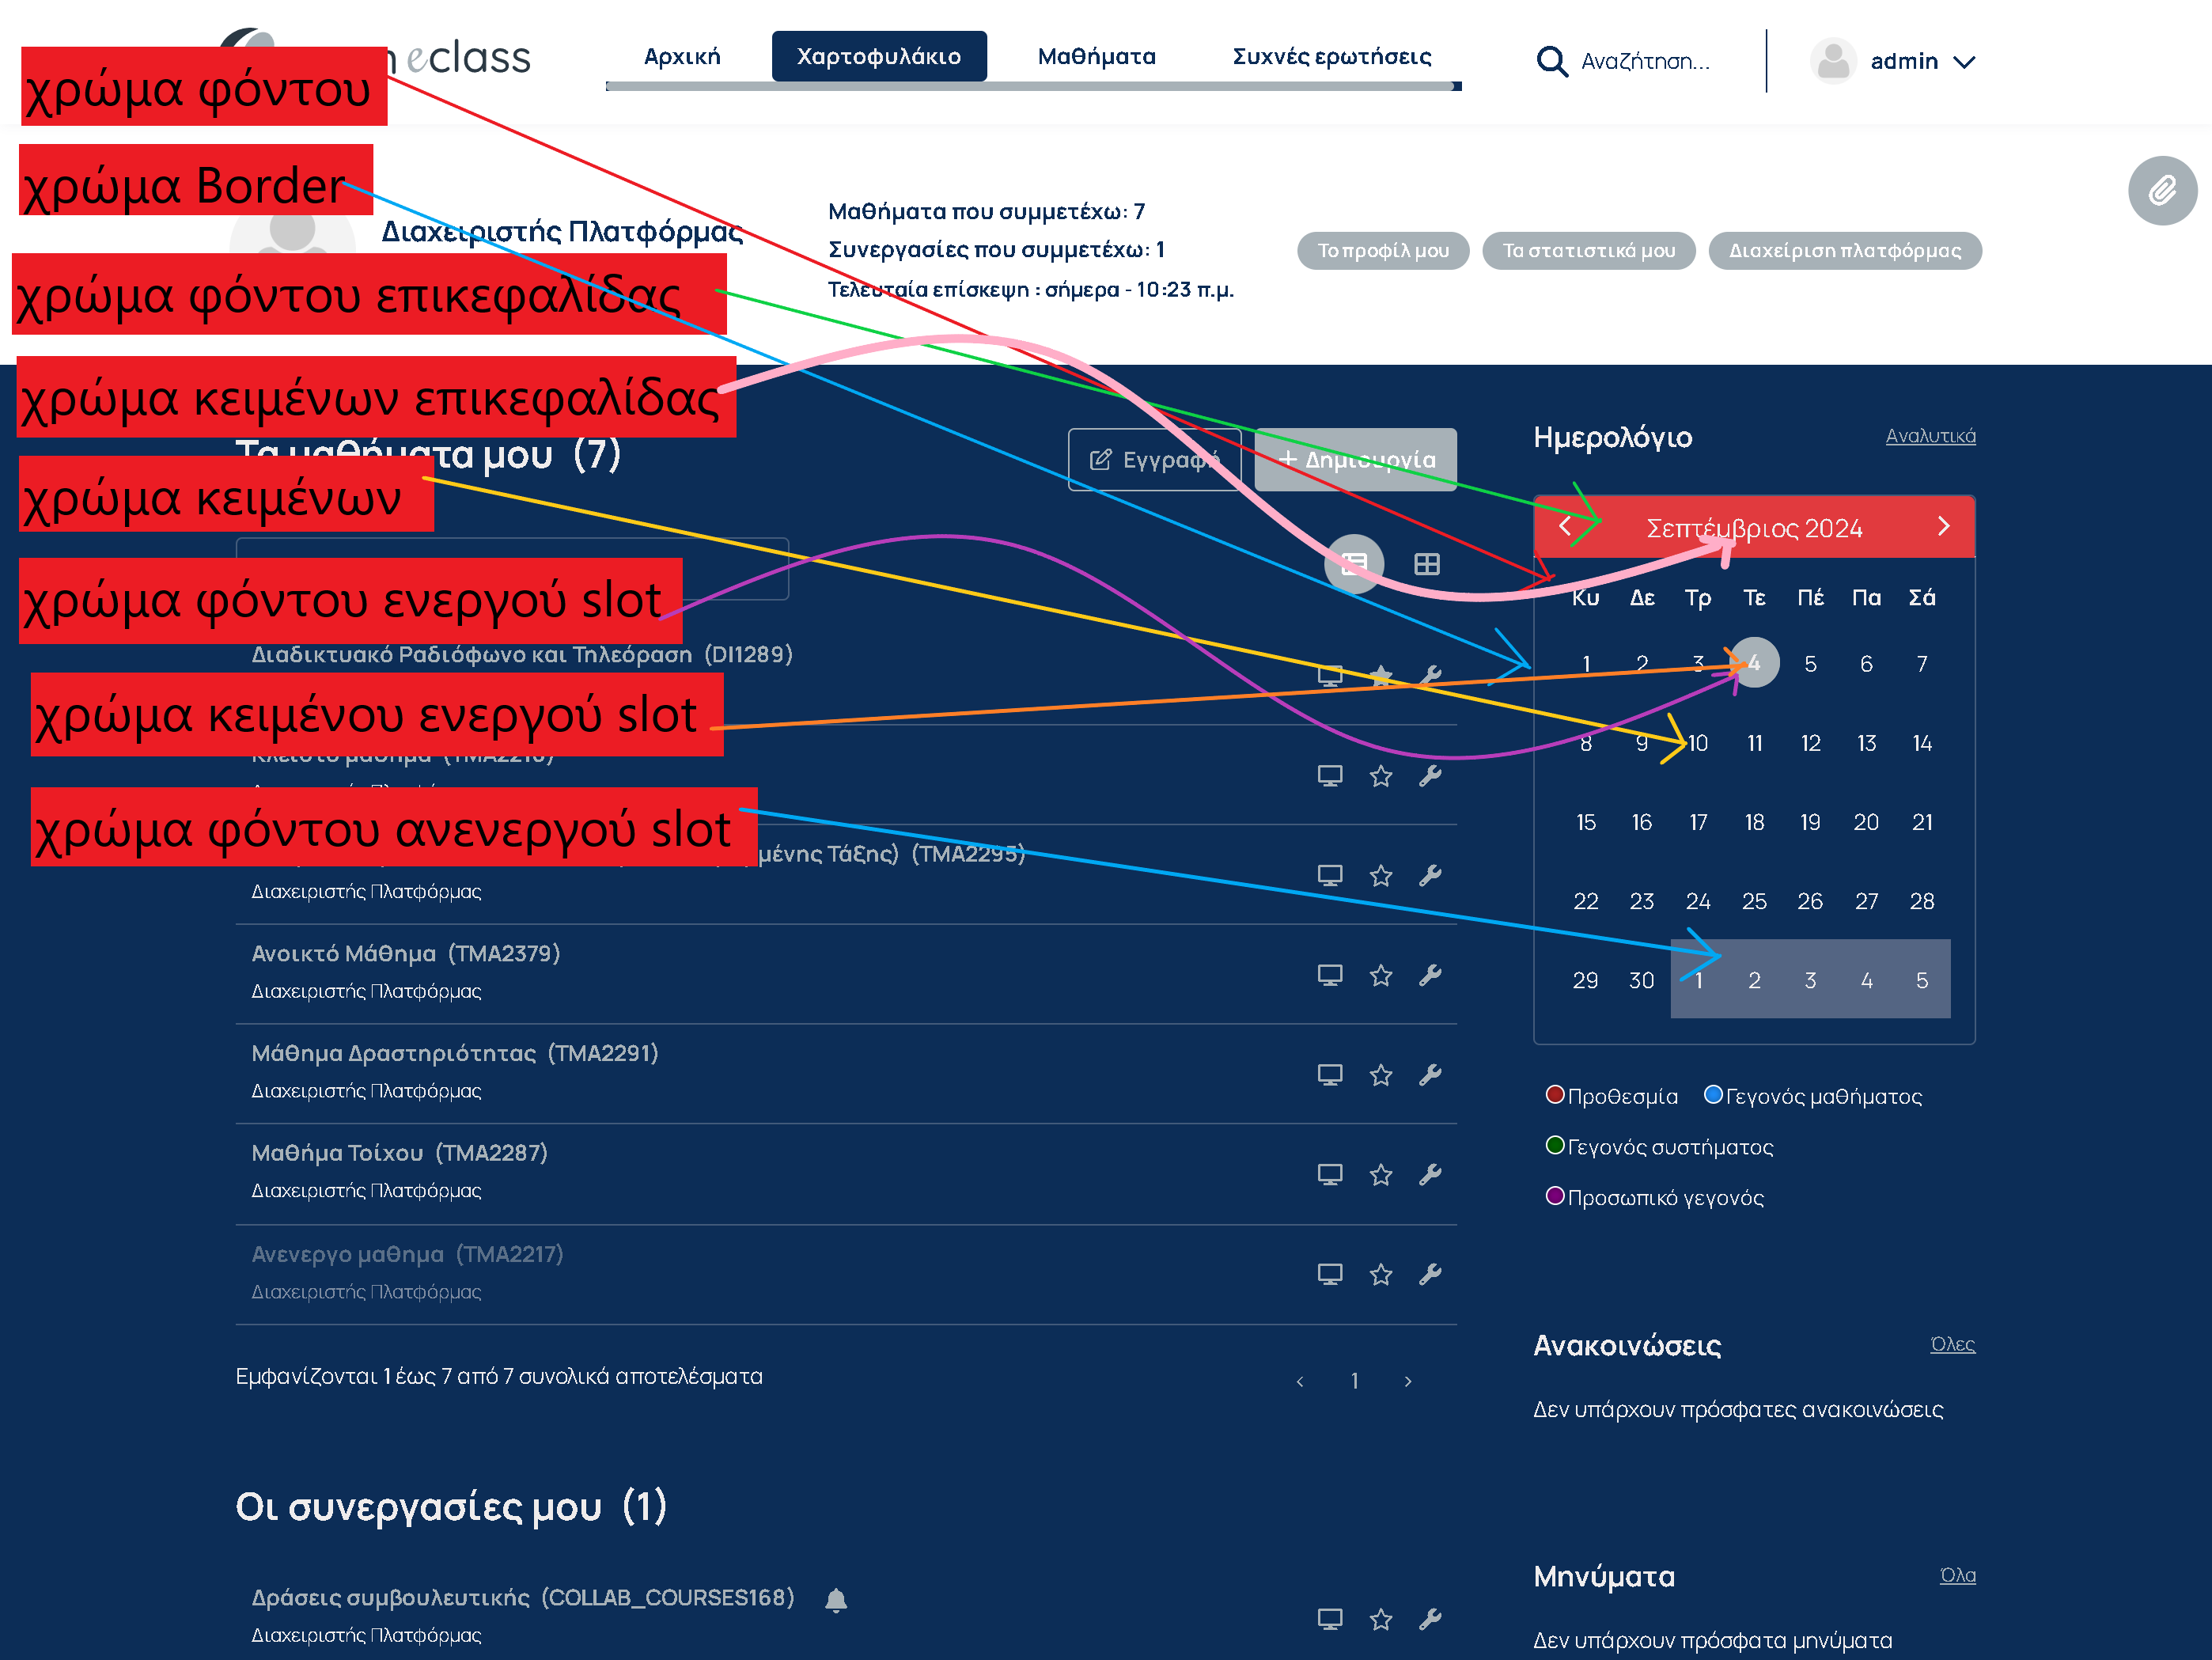 eclass
Αρχική Χαρτοφυλάκιο Μαθήματα Συχνές ερωτήσεις
Αναζήτηση...
admin
χρώμα φόντου
χρώμα Border
χρώμα φόντου επικεφαλίδας
χρώμα κειμένων επικεφαλίδας
χρώμα κειμένων
χρώμα φόντου ενεργού slot
χρώμα κειμένου ενεργού slot
χρώμα φόντου ανενεργού slot
Διαχειριστής Πλατφόρμας
Μαθήματα που συμμετέχω: 7
Συνεργασίες που συμμετέχω: 1
Τελευταία επίσκεψη : σήμερα - 10:23 π.μ.
Το προφίλ μου Τα στατιστικά μου Διαχείριση πλατφόρμας
Τα μαθήματα μου (7)
Εγγραφή + Δημιουργία
Διαδικτυακό Ραδιόφωνο και Τηλεόραση (DI1289)
Κλειστό μάθημα
μένης Τάξης) (TMA2295)
Διαχειριστής Πλατφόρμας
Ανοικτό Μάθημα (TMA2379)
Διαχειριστής Πλατφόρμας
Μάθημα Δραστηριότητας (TMA2291)
Διαχειριστής Πλατφόρμας
Μαθήμα Τοίχου (TMA2287)
Διαχειριστής Πλατφόρμας
Ανενεργο μαθημα (TMA2217)
Διαχειριστής Πλατφόρμας
Εμφανίζονται 1 έως 7 από 7 συνολικά αποτελέσματα
‹ 1 ›
Οι συνεργασίες μου (1)
Δράσεις συμβουλευτικής (COLLAB_COURSES168)
Διαχειριστής Πλατφόρμας
Ημερολόγιο Αναλυτικά
Σεπτέμβριος 2024
Κυ Δε Τρ Τε Πέ Πα Σά
1 2 3 4 5 6 7
8 9 10 11 12 13 14
15 16 17 18 19 20 21
22 23 24 25 26 27 28
29 30 1 2 3 4 5
Προθεσμία Γεγονός μαθήματος
Γεγονός συστήματος
Προσωπικό γεγονός
Ανακοινώσεις Όλες
Δεν υπάρχουν πρόσφατες ανακοινώσεις
Μηνύματα Όλα
Δεν υπάρχουν πρόσφατα μηνύματα